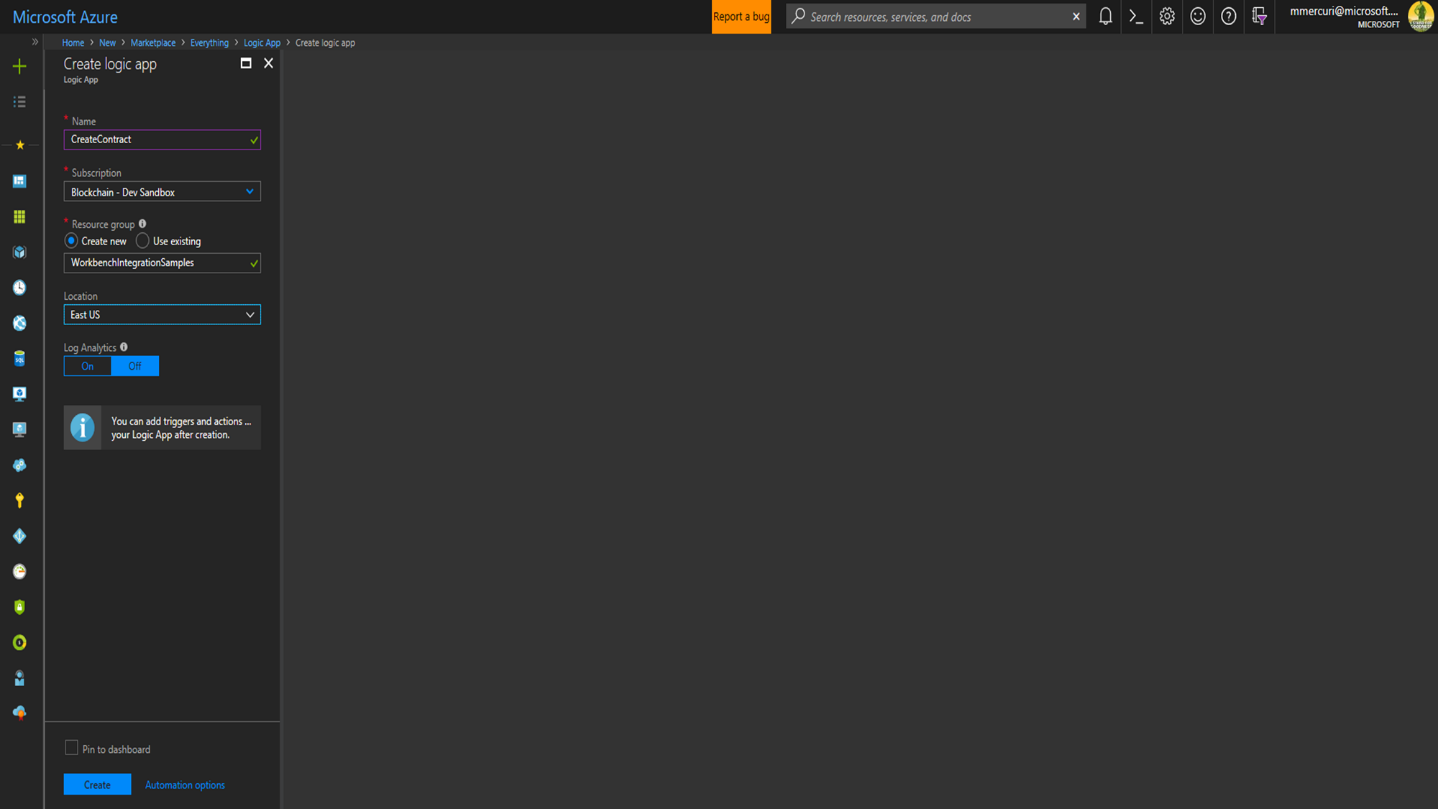 Microsoft Azure
Report a bug
Search resources, services, and docs
mmercuri@microsoft....
MICROSOFT
Home > New > Marketplace > Everything > Logic App > Create logic app
Create logic app
Logic App
* Name
CreateContract
* Subscription
Blockchain - Dev Sandbox
* Resource group
Create new Use existing
WorkbenchIntegrationSamples
Location
East US
Log Analytics
On Off
You can add triggers and actions ...
your Logic App after creation.
Pin to dashboard
Create Automation options